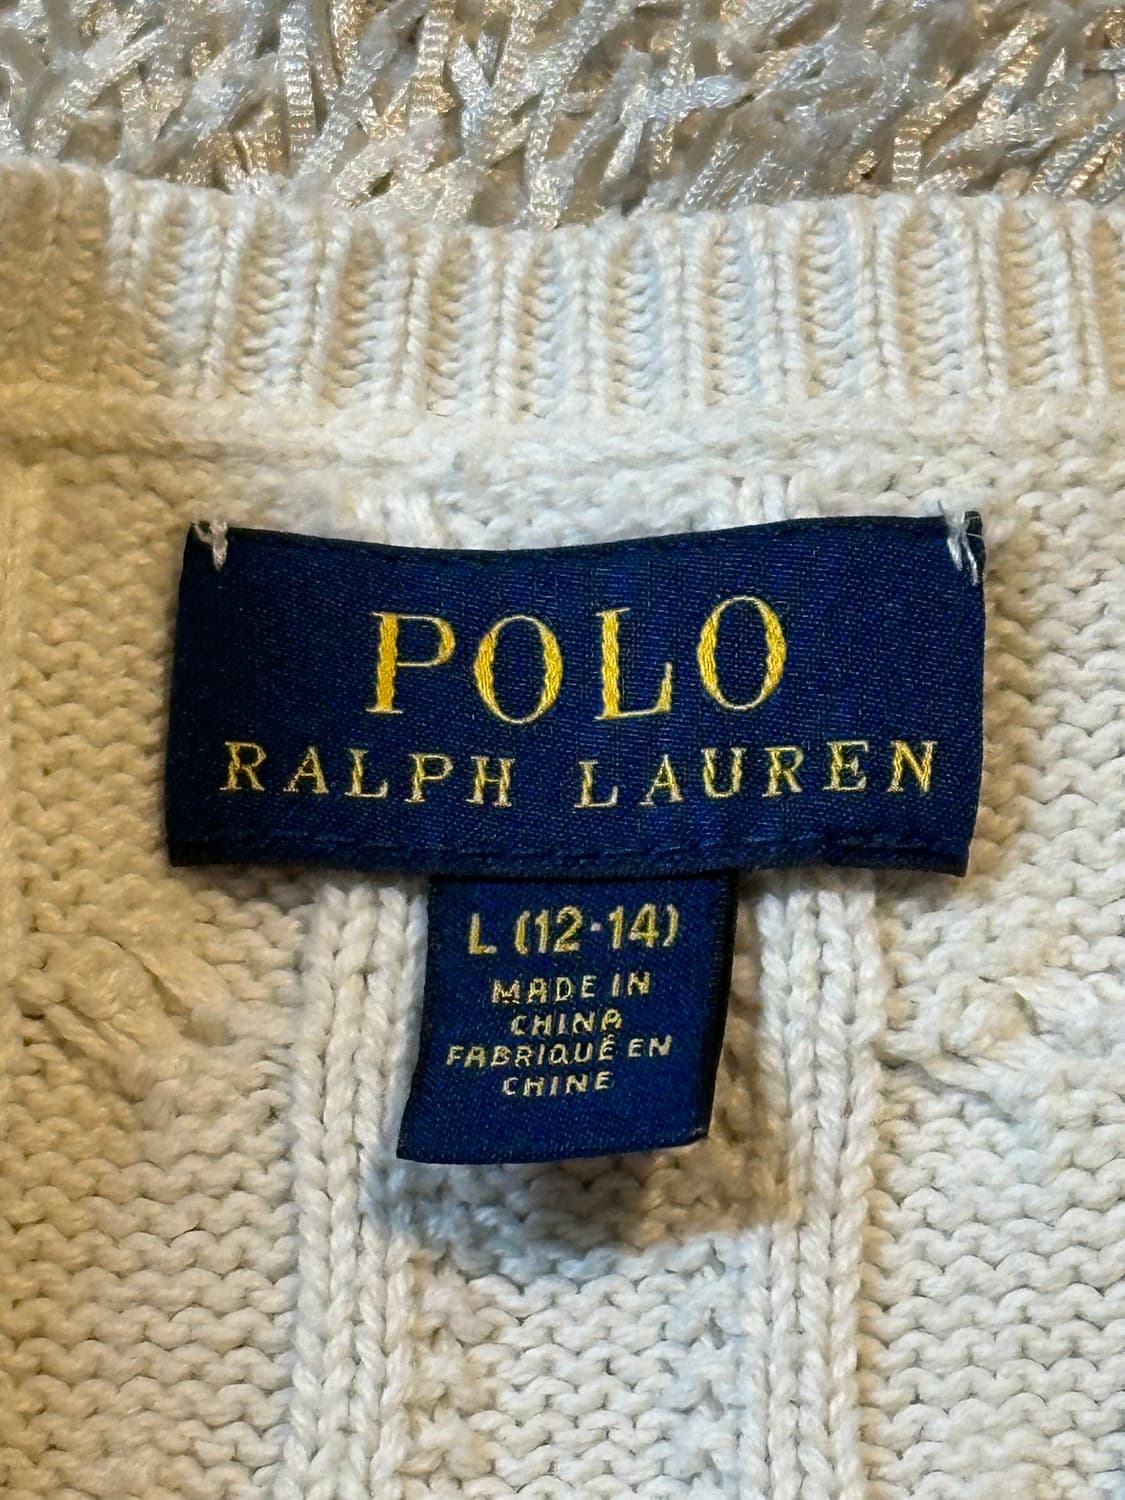 POLO
RALPH LAUREN
L (12-14)
MADE IN
CHINA
FABRIQUÉ EN
CHINE